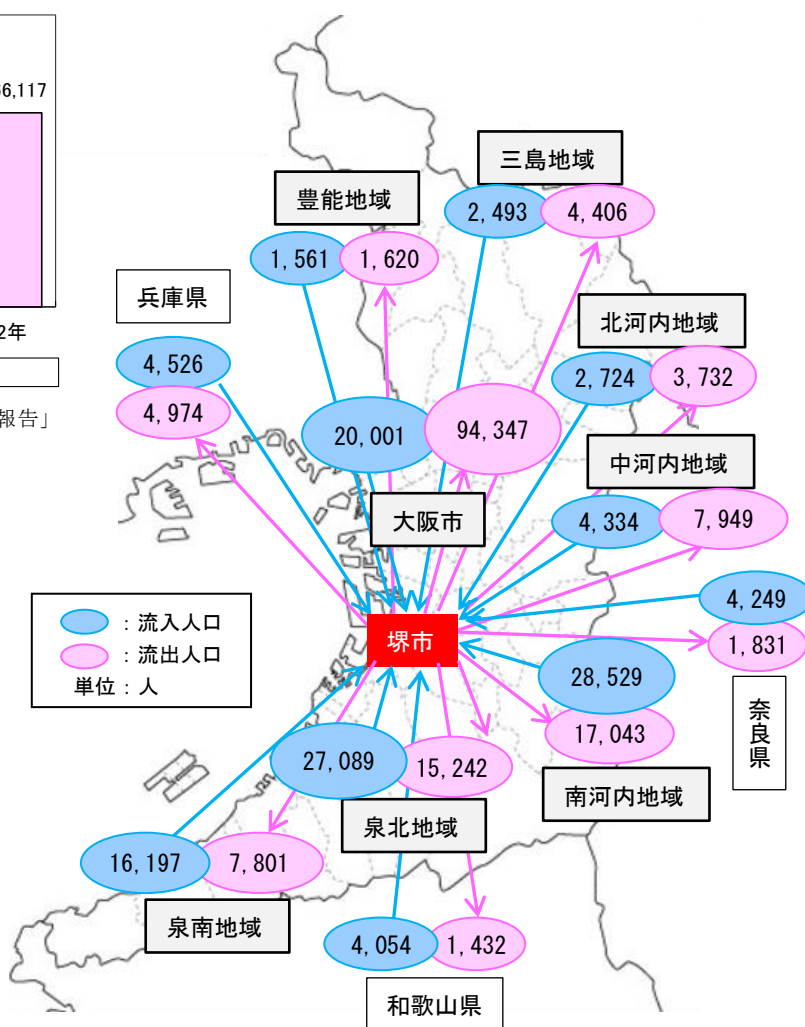 6,117
2年
報告」
三島地域
2,493
4,406
豊能地域
1,561
1,620
兵庫県
4,526
4,974
北河内地域
2,724
3,732
20,001
94,347
大阪市
中河内地域
4,334
7,949
：流入人口
：流出人口
単位：人
堺市
4,249
1,831
奈良県
28,529
17,043
南河内地域
27,089
15,242
泉北地域
16,197
7,801
泉南地域
4,054
1,432
和歌山県